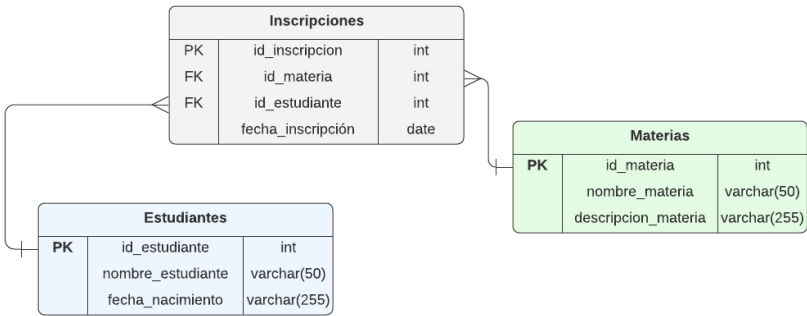 Inscripciones
PK id_inscripcion int
FK id_materia int
FK id_estudiante int
fecha_inscripción date
Materias
PK id_materia int
nombre_materia varchar(50)
descripcion_materia varchar(255)
Estudiantes
PK id_estudiante int
nombre_estudiante varchar(50)
fecha_nacimiento varchar(255)